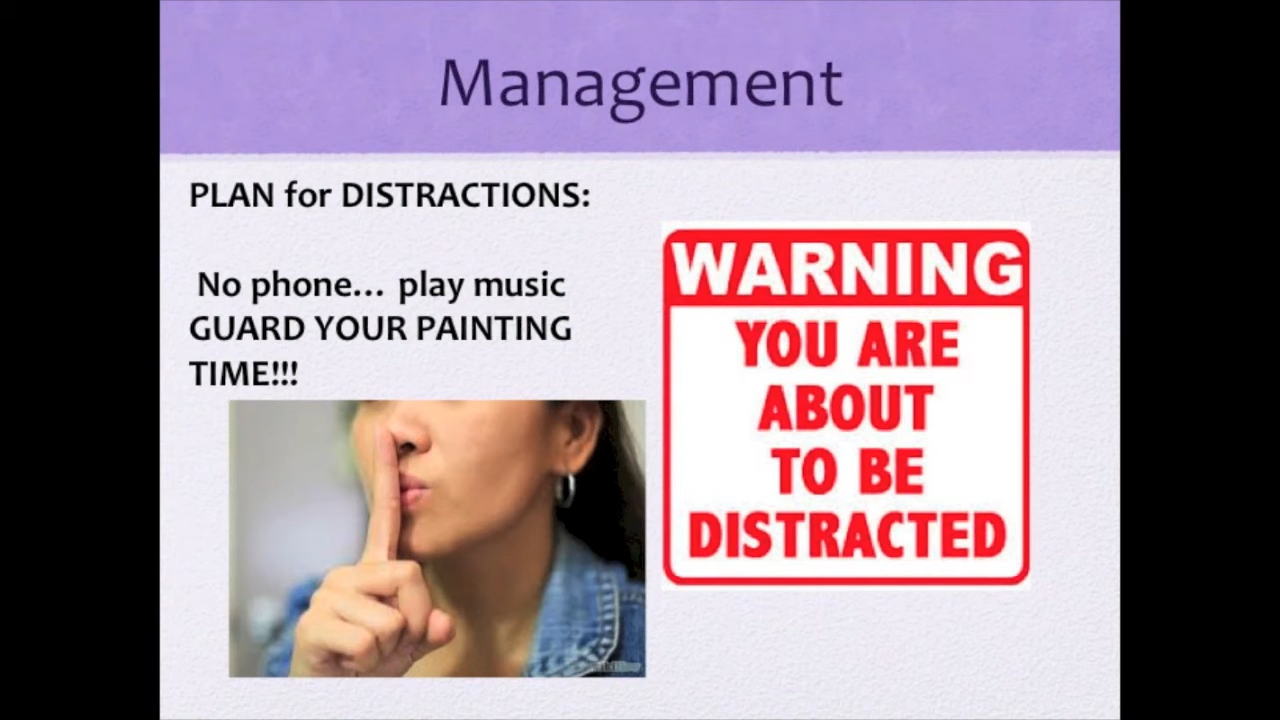 Management
PLAN for DISTRACTIONS:
No phone... play music
GUARD YOUR PAINTING
TIME!!!
WARNING
YOU ARE
ABOUT
TO BE
DISTRACTED